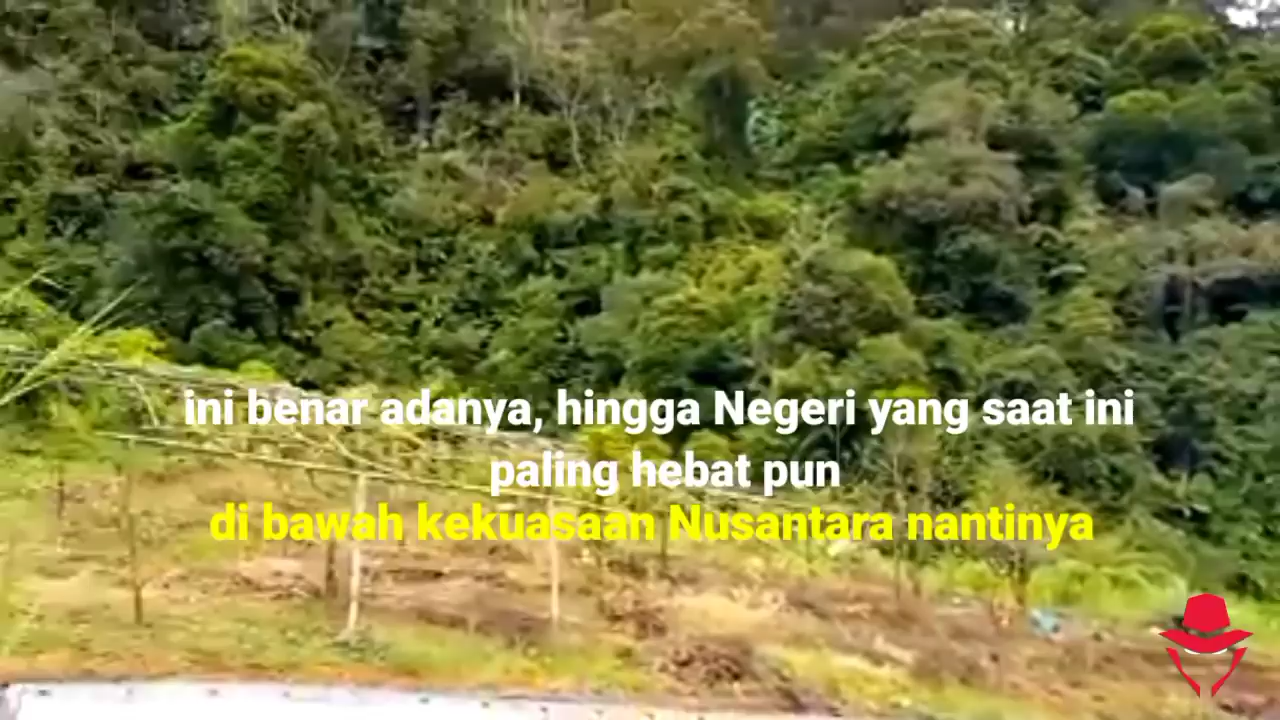 ini benar adanya, hingga Negeri yang saat ini
paling hebat pun
di bawah kekuasaan Nusantara nantinya